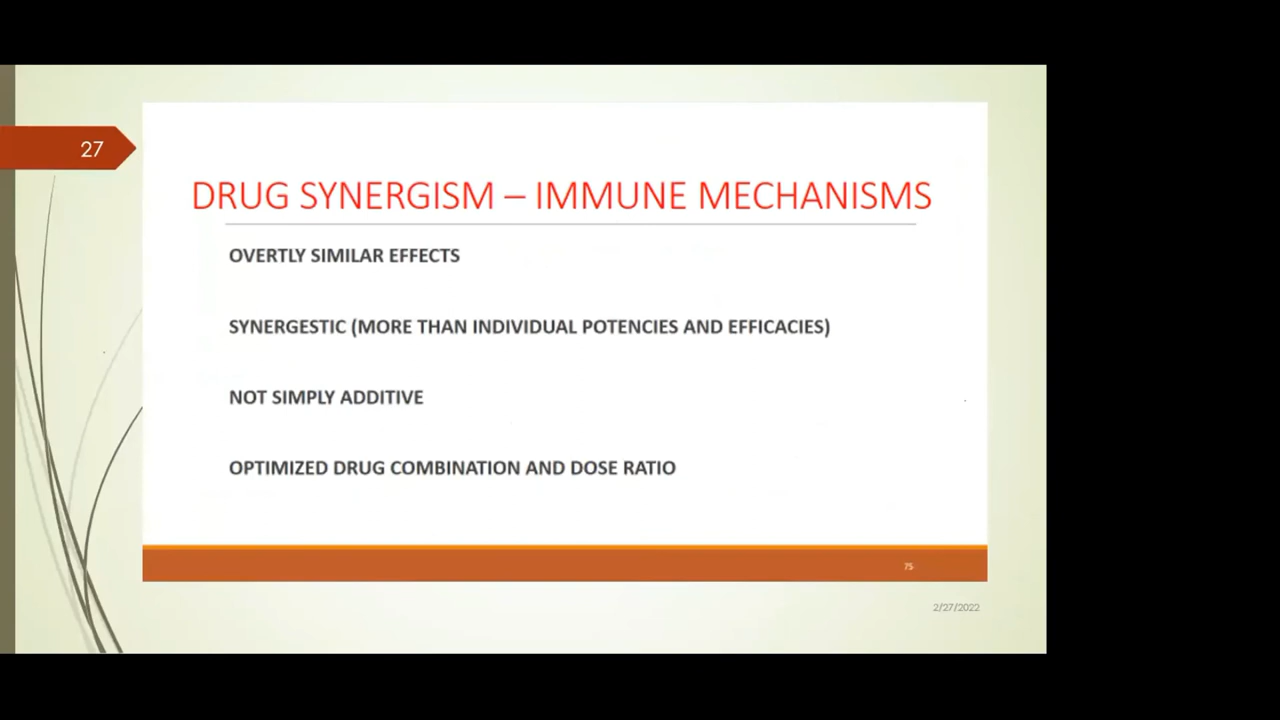 27
DRUG SYNERGISM – IMMUNE MECHANISMS
OVERTLY SIMILAR EFFECTS
SYNERGESTIC (MORE THAN INDIVIDUAL POTENCIES AND EFFICACIES)
NOT SIMPLY ADDITIVE
OPTIMIZED DRUG COMBINATION AND DOSE RATIO
75
2/27/2022